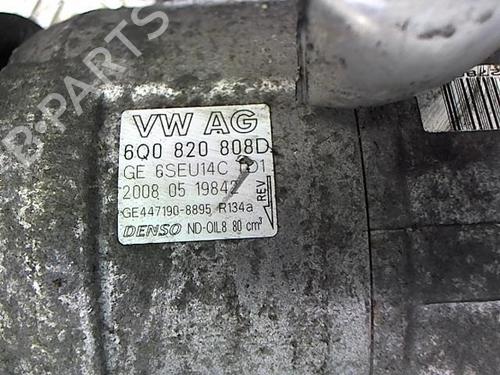 VW AG
6Q0 820 808D
GE 6SEU14C
2008 05 19842
REV
GE447190-8895, R134a
DENSO ND-OIL8 80 cm³
B-PARTS